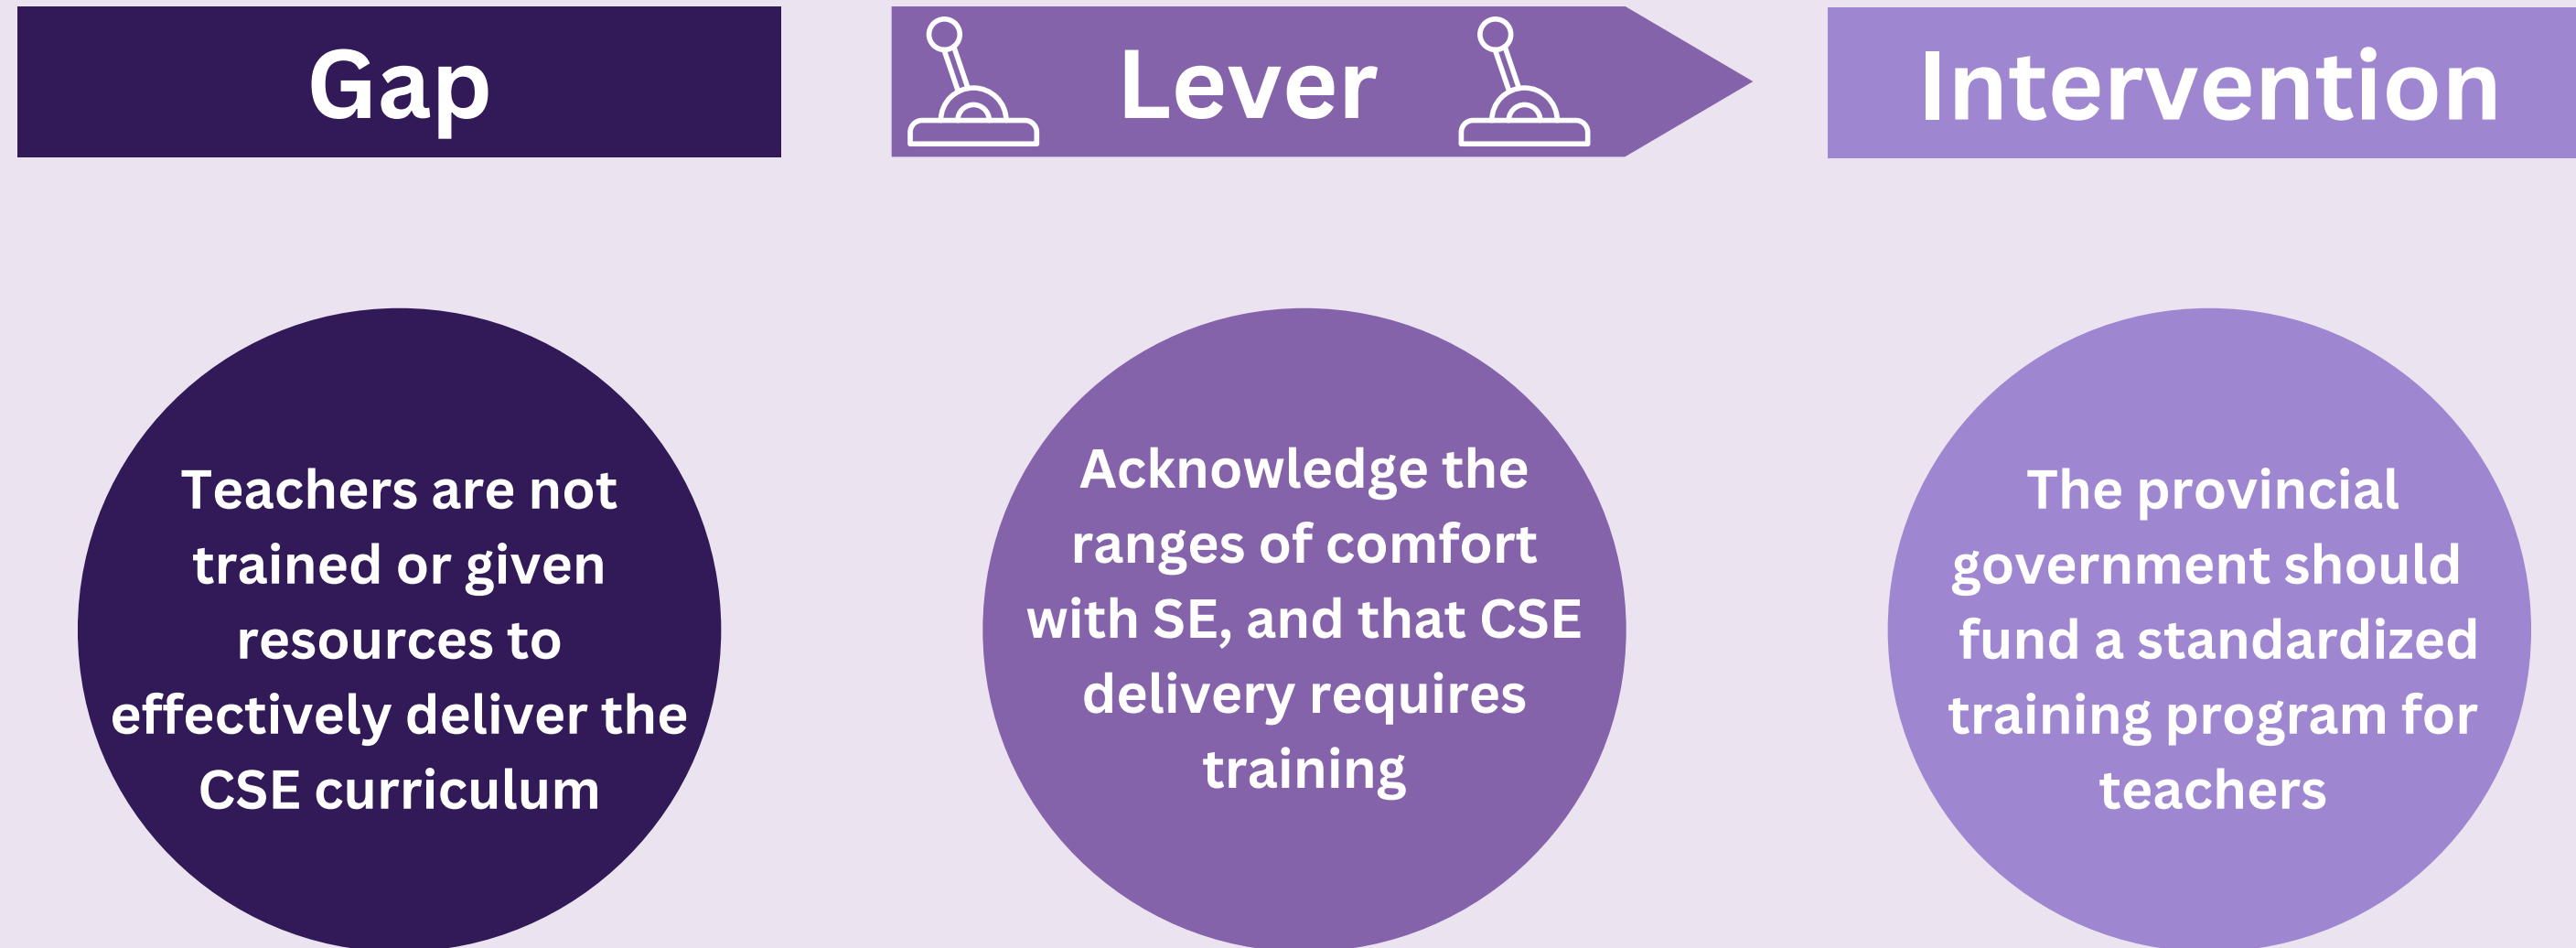 Gap
Lever
Intervention
Teachers are not
trained or given
resources to
effectively deliver the
CSE curriculum
Acknowledge the
ranges of comfort
with SE, and that CSE
delivery requires
training
The provincial
government should
fund a standardized
training program for
teachers